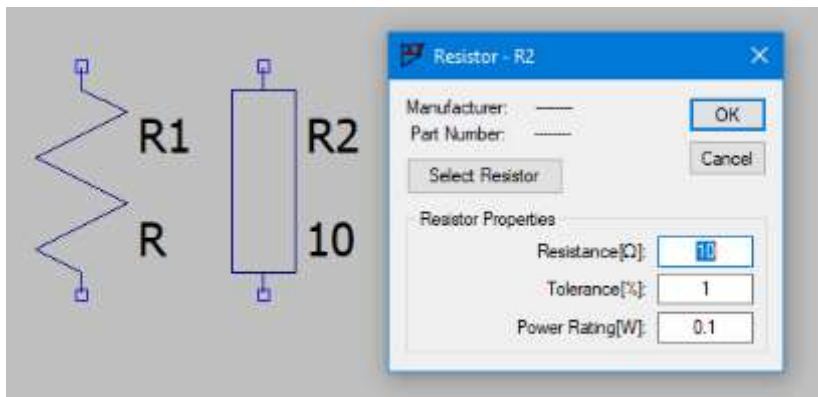 R1
R
R2
10
Resistor - R2
Manufacturer: ------
Part Number: ------
OK
Cancel
Select Resistor
Resistor Properties
Resistance[Ω]: 10
Tolerance[%]: 1
Power Rating[W]: 0.1